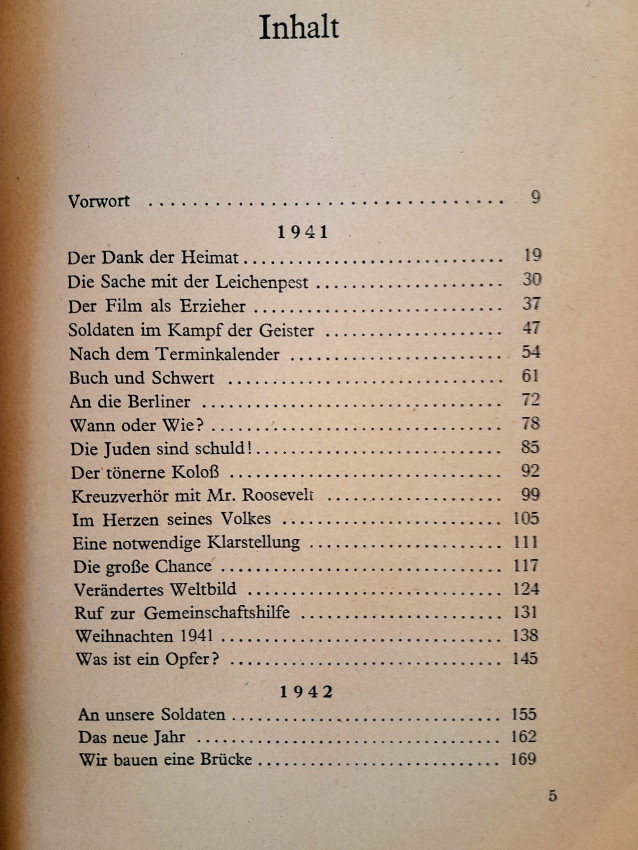 Inhalt
Vorwort .................................. 9
1941
Der Dank der Heimat ............................ 19
Die Sache mit der Leichenpest .................... 30
Der Film als Erzieher ........................... 37
Soldaten im Kampf der Geister ................... 47
Nach dem Terminkalender ...................... 54
Buch und Schwert ............................. 61
An die Berliner ................................ 72
Wann oder Wie? ............................... 78
Die Juden sind schuld! .......................... 85
Der tönerne Koloß ............................. 92
Kreuzverhör mit Mr. Roosevelt ................... 99
Im Herzen seines Volkes ........................ 105
Eine notwendige Klarstellung ..................... 111
Die große Chance .............................. 117
Verändertes Weltbild ........................... 124
Ruf zur Gemeinschaftshilfe ...................... 131
Weihnachten 1941 .............................. 138
Was ist ein Opfer? ............................. 145
1942
An unsere Soldaten ............................. 155
Das neue Jahr ................................. 162
Wir bauen eine Brücke .......................... 169
5